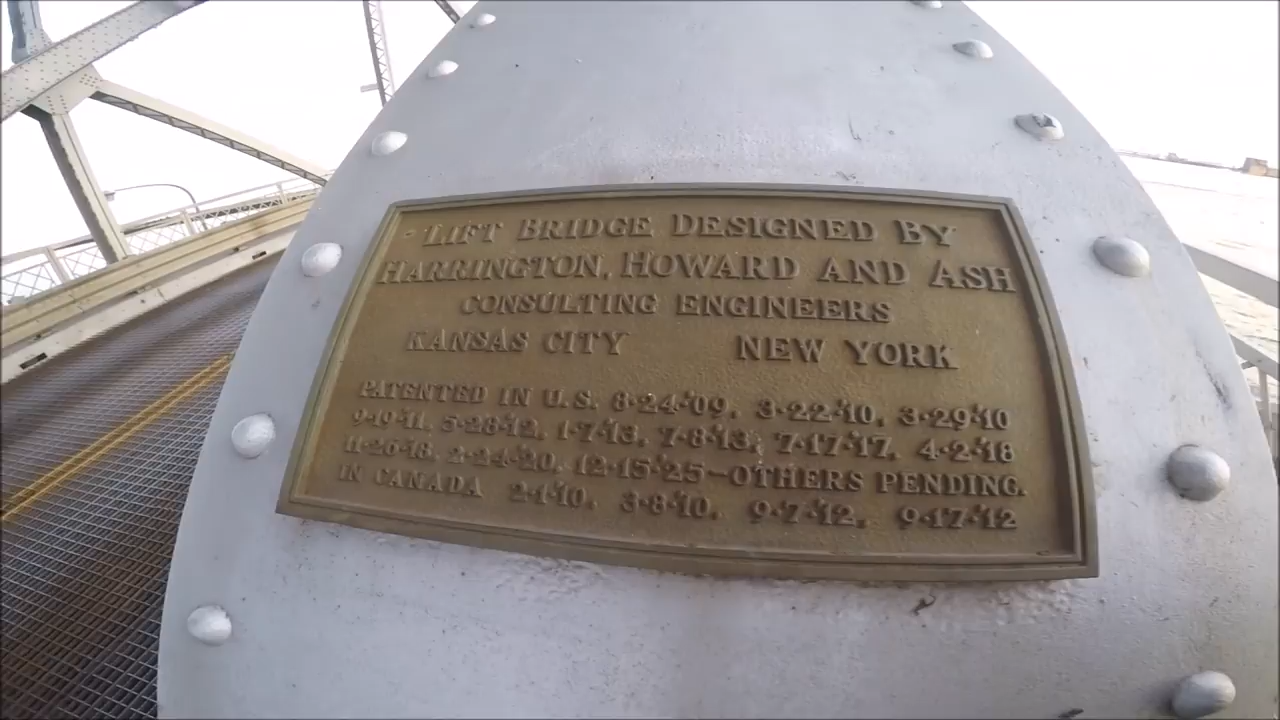 LIFT BRIDGE DESIGNED BY
HARRINGTON, HOWARD AND ASH
CONSULTING ENGINEERS
KANSAS CITY NEW YORK
PATENTED IN U.S. 8-24-'09, 3-22-'10, 3-29-'10
9-19-'11, 5-28-'12, 1-7-'13, 7-8-'13, 7-17-'17, 4-2-'18
11-26-'18, 2-24-'20, 12-15-'25—OTHERS PENDING.
IN CANADA 2-1-'10, 3-8-'10, 9-7-'12, 9-17-'12